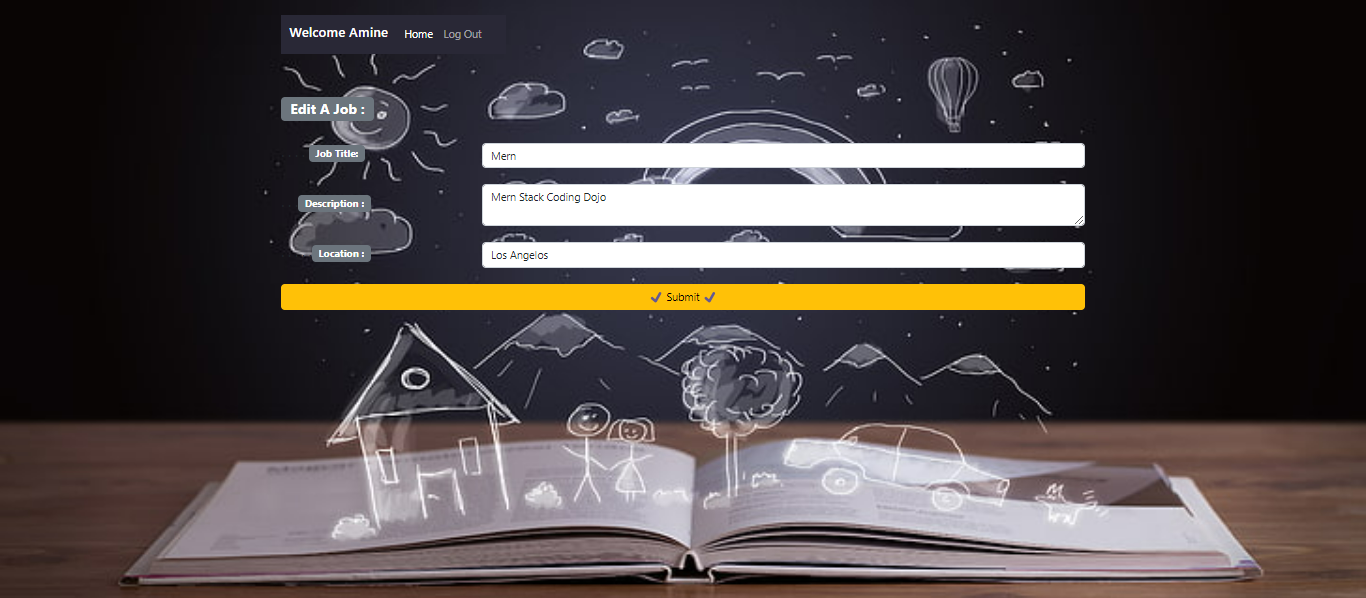 Welcome Amine Home Log Out
Edit A Job :
Job Title: Mern
Description : Mern Stack Coding Dojo
Location : Los Angelos
✔ Submit ✔